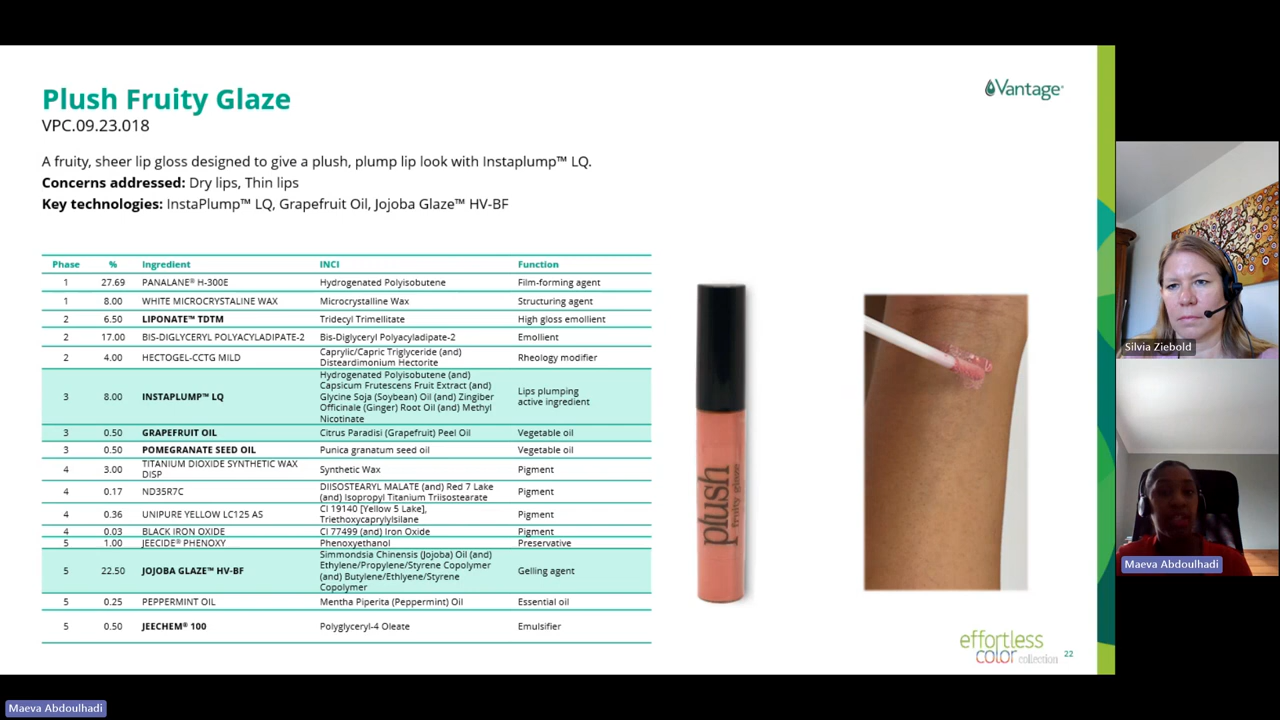 Plush Fruity Glaze
VPC.09.23.018
Vantage
A fruity, sheer lip gloss designed to give a plush, plump lip look with Instaplump™ LQ.
Concerns addressed: Dry lips, Thin lips
Key technologies: InstaPlump™ LQ, Grapefruit Oil, Jojoba Glaze™ HV-BF
Phase % Ingredient INCI Function
1 27.69 PANALANE® H-300E Hydrogenated Polyisobutene Film-forming agent
1 8.00 WHITE MICROCRYSTALINE WAX Microcrystalline Wax Structuring agent
2 6.50 LIPONATE™ TDTM Tridecyl Trimellitate High gloss emollient
2 17.00 BIS-DIGLYCERYL POLYACYLADIPATE-2 Bis-Diglyceryl Polyacyladipate-2 Emollient
2 4.00 HECTOGEL-CCTG MILD Caprylic/Capric Triglyceride (and)
Disteardimonium Hectorite Rheology modifier
3 8.00 INSTAPLUMP™ LQ Hydrogenated Polyisobutene (and)
Capsicum Frutescens Fruit Extract (and)
Glycine Soja (Soybean) Oil (and) Zingiber
Officinale (Ginger) Root Oil (and) Methyl
Nicotinate Lips plumping
active ingredient
3 0.50 GRAPEFRUIT OIL Citrus Paradisi (Grapefruit) Peel Oil Vegetable oil
3 0.50 POMEGRANATE SEED OIL Punica granatum seed oil Vegetable oil
4 3.00 TITANIUM DIOXIDE SYNTHETIC WAX
DISP Synthetic Wax Pigment
4 0.17 ND35R7C DIISOSTEARYL MALATE (and) Red 7 Lake
(and) Isopropyl Titanium Triisostearate Pigment
4 0.36 UNIPURE YELLOW LC125 AS CI 19140 [Yellow 5 Lake],
Triethoxycaprylylsilane Pigment
4 0.03 BLACK IRON OXIDE CI 77499 (and) Iron Oxide Pigment
5 1.00 JEECIDE® PHENOXY Phenoxyethanol Preservative
5 22.50 JOJOBA GLAZE™ HV-BF Simmondsia Chinensis (Jojoba) Oil (and)
Ethylene/Propylene/Styrene Copolymer
(and) Butylene/Ethlyene/Styrene
Copolymer Gelling agent
5 0.25 PEPPERMINT OIL Mentha Piperita (Peppermint) Oil Essential oil
5 0.50 JEECHEM® 100 Polyglyceryl-4 Oleate Emulsifier
plush
fruity glaze
effortless
color collection
22
Silvia Ziebold
Maeva Abdoulhadi
Maeva Abdoulhadi